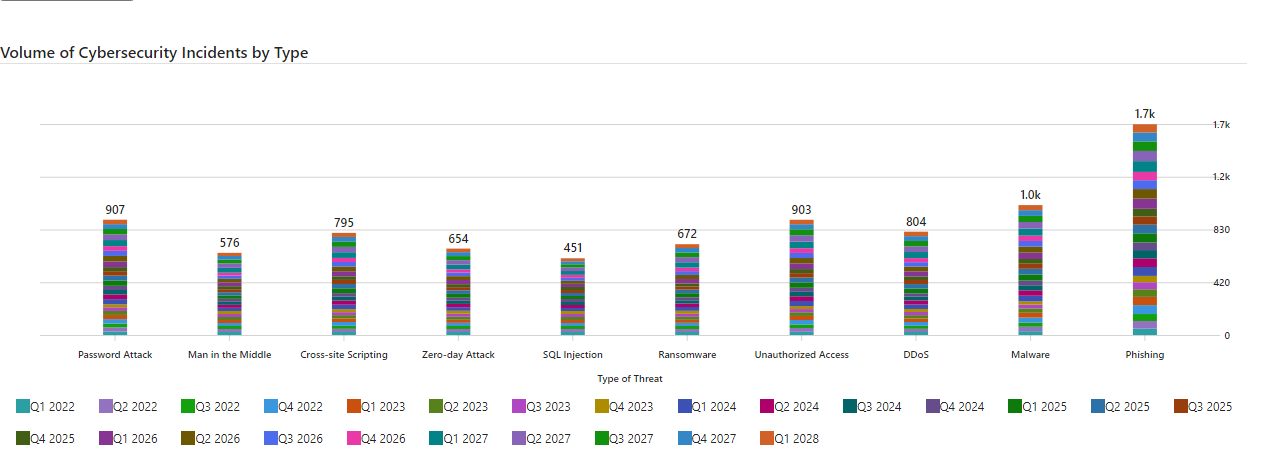 Volume of Cybersecurity Incidents by Type
1.7k
1.7k
1.2k
1.0k
907
903
830
795
804
672
654
576
451
420
0
Password Attack Man in the Middle Cross-site Scripting Zero-day Attack SQL Injection Ransomware Unauthorized Access DDoS Malware Phishing
Type of Threat
Q1 2022 Q2 2022 Q3 2022 Q4 2022 Q1 2023 Q2 2023 Q3 2023 Q4 2023 Q1 2024 Q2 2024 Q3 2024 Q4 2024 Q1 2025 Q2 2025 Q3 2025
Q4 2025 Q1 2026 Q2 2026 Q3 2026 Q4 2026 Q1 2027 Q2 2027 Q3 2027 Q4 2027 Q1 2028